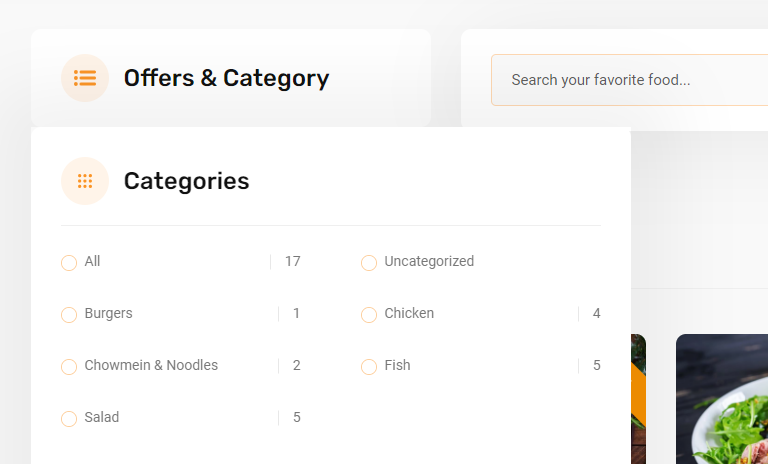 Offers & Category
Search your favorite food...
Categories
All 17
Uncategorized
Burgers 1
Chicken 4
Chowmein & Noodles 2
Fish 5
Salad 5